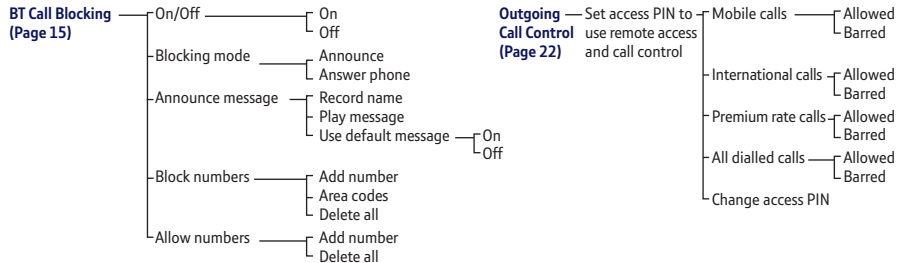 BT Call Blocking
(Page 15)
On/Off
On
Off
Blocking mode
Announce
Answer phone
Announce message
Record name
Play message
Use default message
On
Off
Block numbers
Add number
Area codes
Delete all
Allow numbers
Add number
Delete all
Outgoing
Call Control
(Page 22)
Set access PIN to
use remote access
and call control
Mobile calls
Allowed
Barred
International calls
Allowed
Barred
Premium rate calls
Allowed
Barred
All dialled calls
Allowed
Barred
Change access PIN